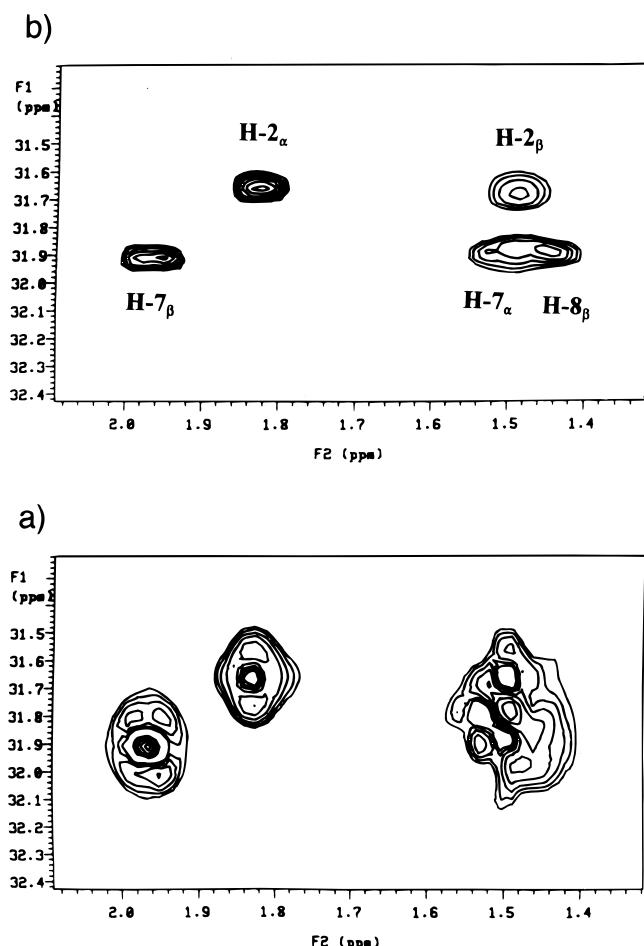 b)
F1
(ppm)
H-2α
H-2β
31.5
31.6
31.7
31.8
31.9
32.0
32.1
32.2
32.3
32.4
H-7β
H-7α
H-8β
2.0 1.9 1.8 1.7 1.6 1.5 1.4
F2 (ppm)
a)
F1
(ppm)
31.5
31.6
31.7
31.8
31.9
32.0
32.1
32.2
32.3
32.4
2.0 1.9 1.8 1.7 1.6 1.5 1.4
F2 (ppm)